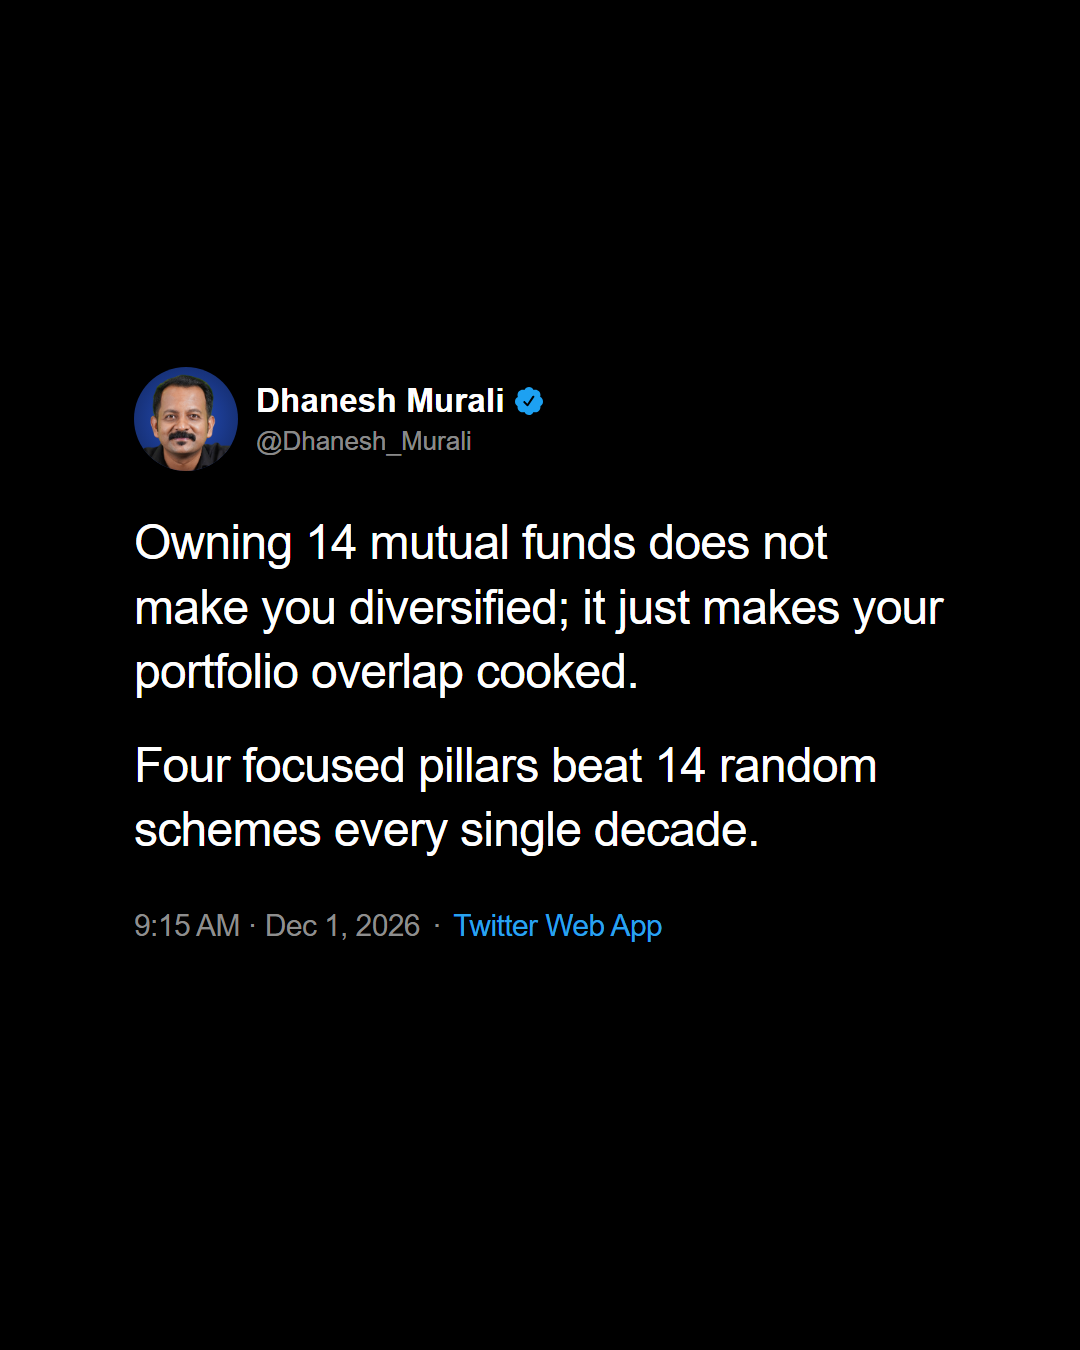 Dhanesh Murali
@Dhanesh_Murali
Owning 14 mutual funds does not
make you diversified; it just makes your
portfolio overlap cooked.
Four focused pillars beat 14 random
schemes every single decade.
9:15 AM · Dec 1, 2026 · Twitter Web App